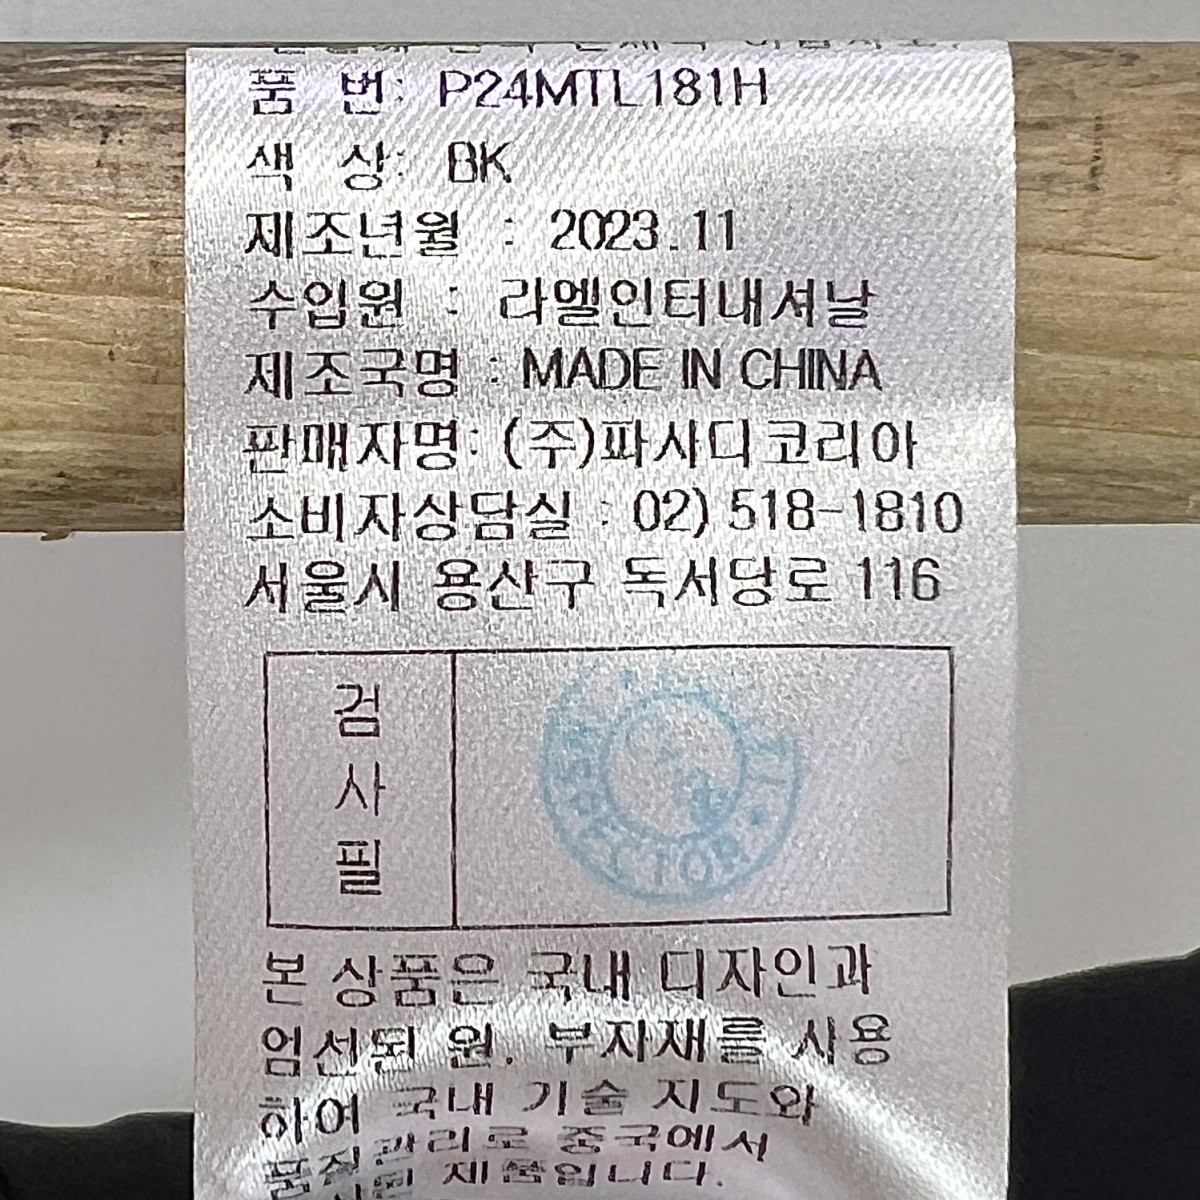 품 번: P24MTL181H
색 상: BK
제조년월 : 2023.11
수입원 : 라엘인터내셔날
제조국명 : MADE IN CHINA
판매자명: (주)파사디코리아
소비자상담실 : 02) 518-1810
서울시 용산구 독서당로 116
검
사
필
본 상품은 국내 디자인과
엄선된 원. 부자재를 사용
하여 국내 기술 지도와
품질관리로 중국에서
제품입니다.